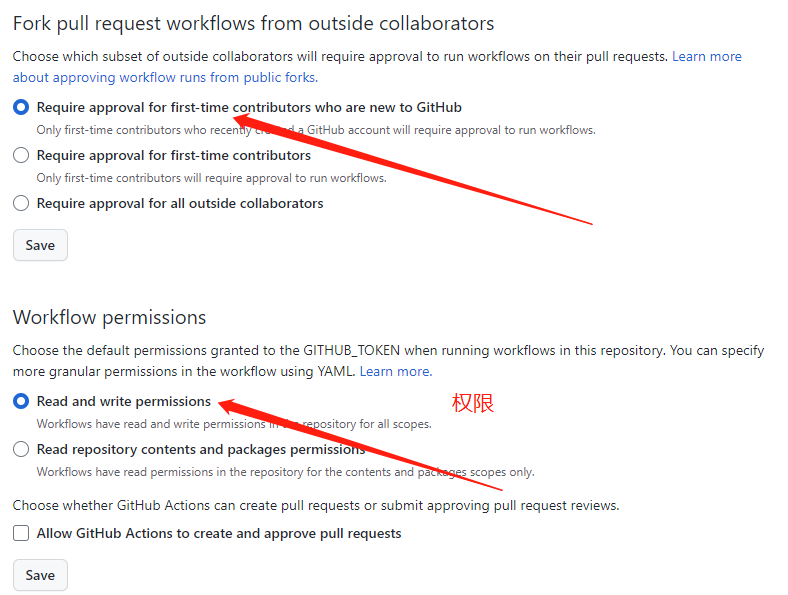 Fork pull request workflows from outside collaborators
Choose which subset of outside collaborators will require approval to run workflows on their pull requests. Learn more
about approving workflow runs from public forks.
Require approval for first-time contributors who are new to GitHub
Only first-time contributors who recently created a GitHub account will require approval to run workflows.
Require approval for first-time contributors
Only first-time contributors will require approval to run workflows.
Require approval for all outside collaborators
Save
Workflow permissions
Choose the default permissions granted to the GITHUB_TOKEN when running workflows in this repository. You can specify
more granular permissions in the workflow using YAML. Learn more.
Read and write permissions
权限
Workflows have read and write permissions in the repository for all scopes.
Read repository contents and packages permissions
Workflows have read permissions in the repository for the contents and packages scopes only.
Choose whether GitHub Actions can create pull requests or submit approving pull request reviews.
Allow GitHub Actions to create and approve pull requests
Save